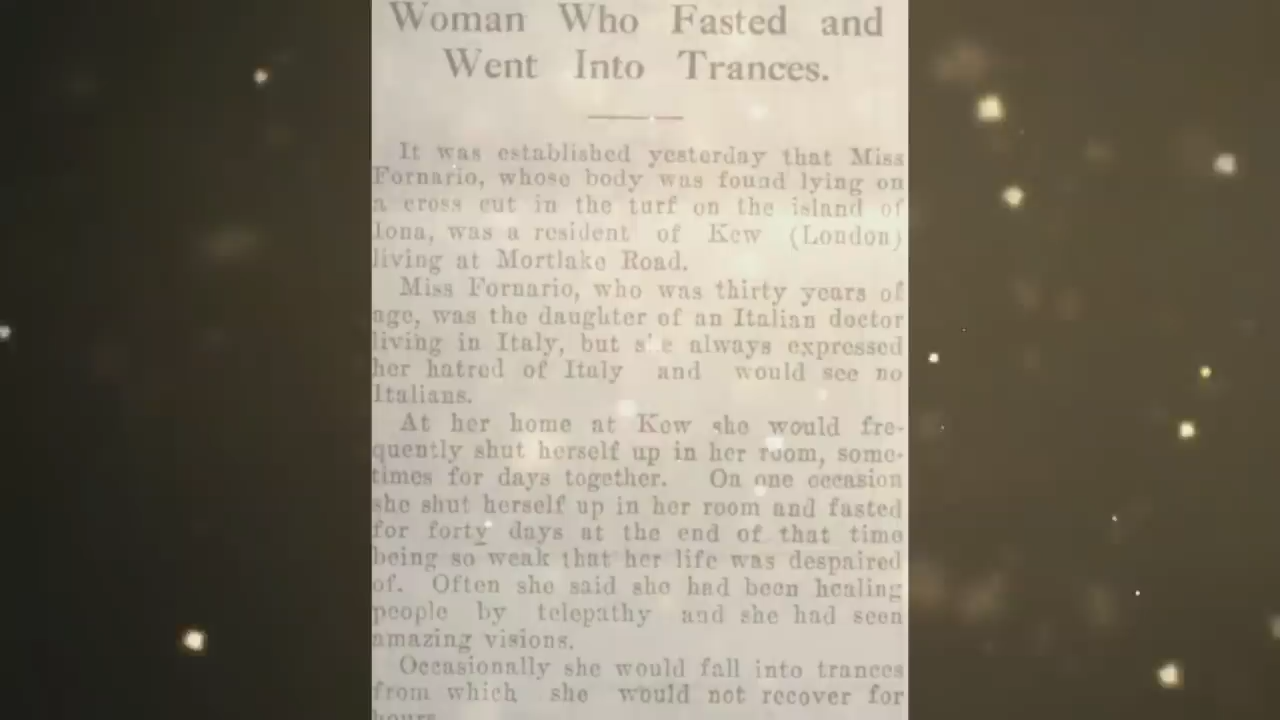 Woman Who Fasted and
Went Into Trances.
It was established yesterday that Miss
Fornario, whose body was found lying on
a cross cut in the turf on the island of
Iona, was a resident of Kew (London)
living at Mortlake Road.
Miss Fornario, who was thirty years of
age, was the daughter of an Italian doctor
living in Italy, but she always expressed
her hatred of Italy and would see no
Italians.
At her home at Kew she would fre-
quently shut herself up in her room, some-
times for days together. On one occasion
she shut herself up in her room and fasted
for forty days at the end of that time
being so weak that her life was despaired
of. Often she said she had been healing
people by telepathy and she had seen
amazing visions.
Occasionally she would fall into trances
from which she would not recover for
hours